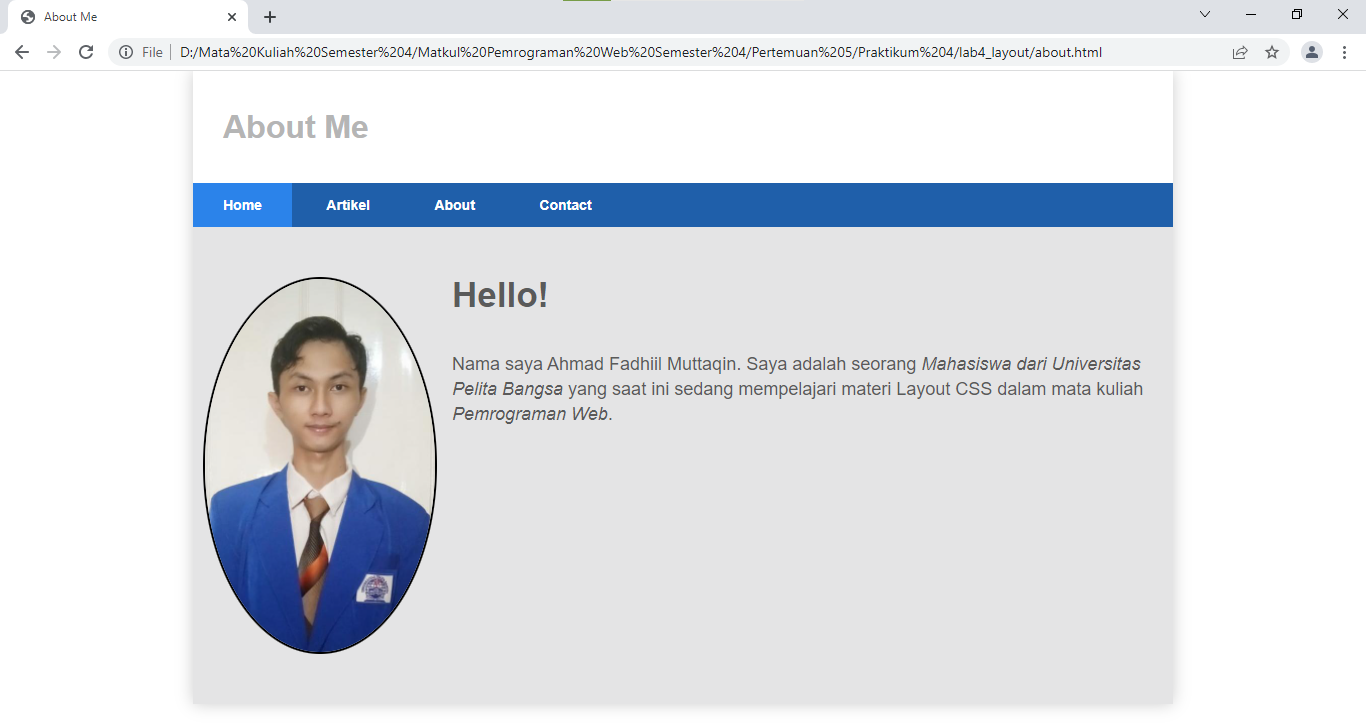 About Me
File
D:/Mata%20Kuliah%20Semester%204/Matkul%20Pemrograman%20Web%20Semester%204/Pertemuan%205/Praktikum%204/lab4_layout/about.html
About Me
Home Artikel About Contact
Hello!
Nama saya Ahmad Fadhiil Muttaqin. Saya adalah seorang Mahasiswa dari Universitas
Pelita Bangsa yang saat ini sedang mempelajari materi Layout CSS dalam mata kuliah
Pemrograman Web.